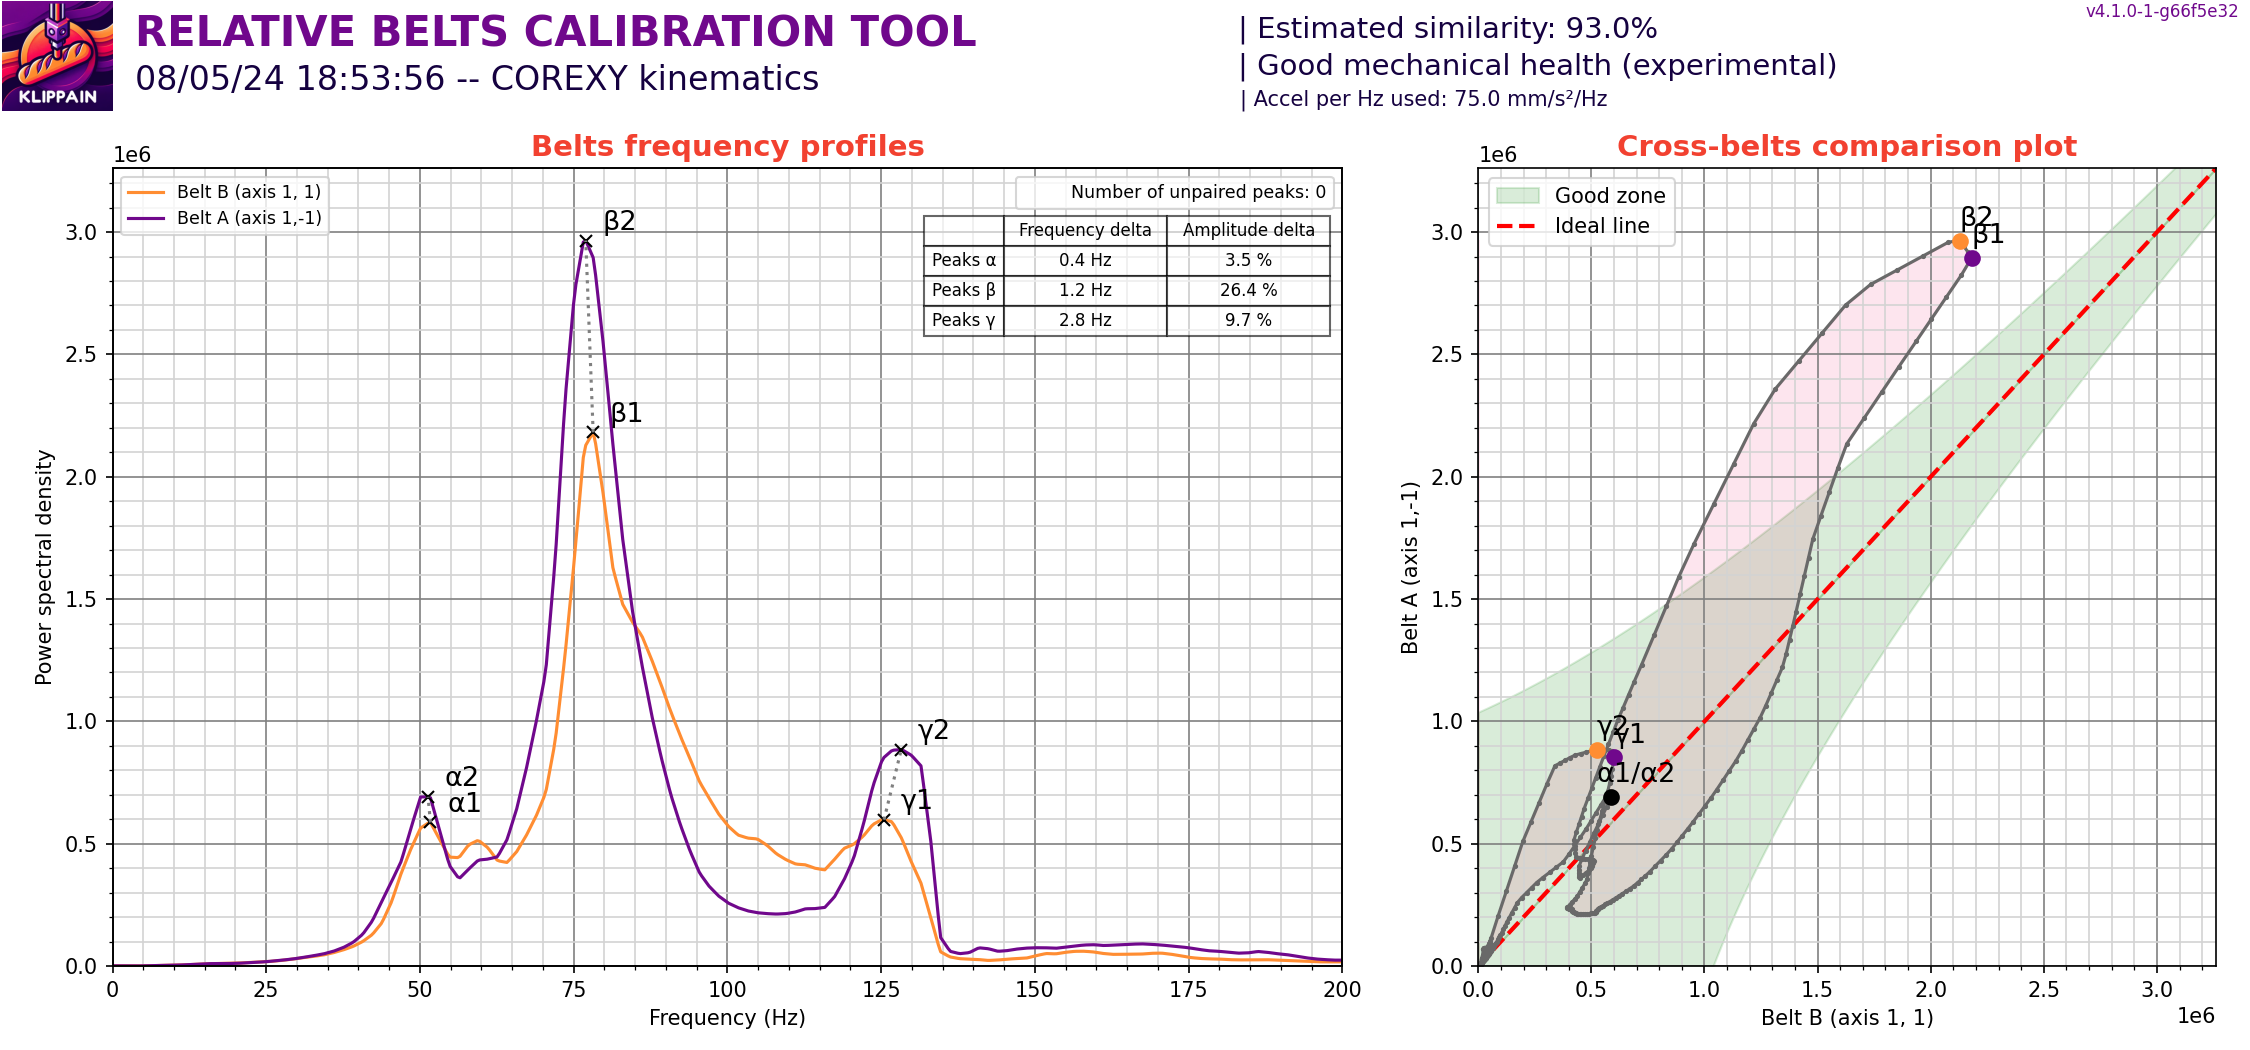 KLIPPAIN
RELATIVE BELTS CALIBRATION TOOL
08/05/24 18:53:56 -- COREXY kinematics
| Estimated similarity: 93.0%
| Good mechanical health (experimental)
| Accel per Hz used: 75.0 mm/s²/Hz
v4.1.0-1-g66f5e32
Belts frequency profiles
1e6
Belt B (axis 1, 1)
Belt A (axis 1,-1)
Number of unpaired peaks: 0
Frequency delta Amplitude delta
Peaks α 0.4 Hz 3.5 %
Peaks β 1.2 Hz 26.4 %
Peaks γ 2.8 Hz 9.7 %
β2
β1
α2
α1
γ2
γ1
Power spectral density
3.0
2.5
2.0
1.5
1.0
0.5
0.0
0 25 50 75 100 125 150 175 200
Frequency (Hz)
Cross-belts comparison plot
1e6
Good zone
Ideal line
β2
β1
γ2
γ1
α1/α2
Belt A (axis 1,-1)
3.0
2.5
2.0
1.5
1.0
0.5
0.0
0.0 0.5 1.0 1.5 2.0 2.5 3.0
Belt B (axis 1, 1)
1e6